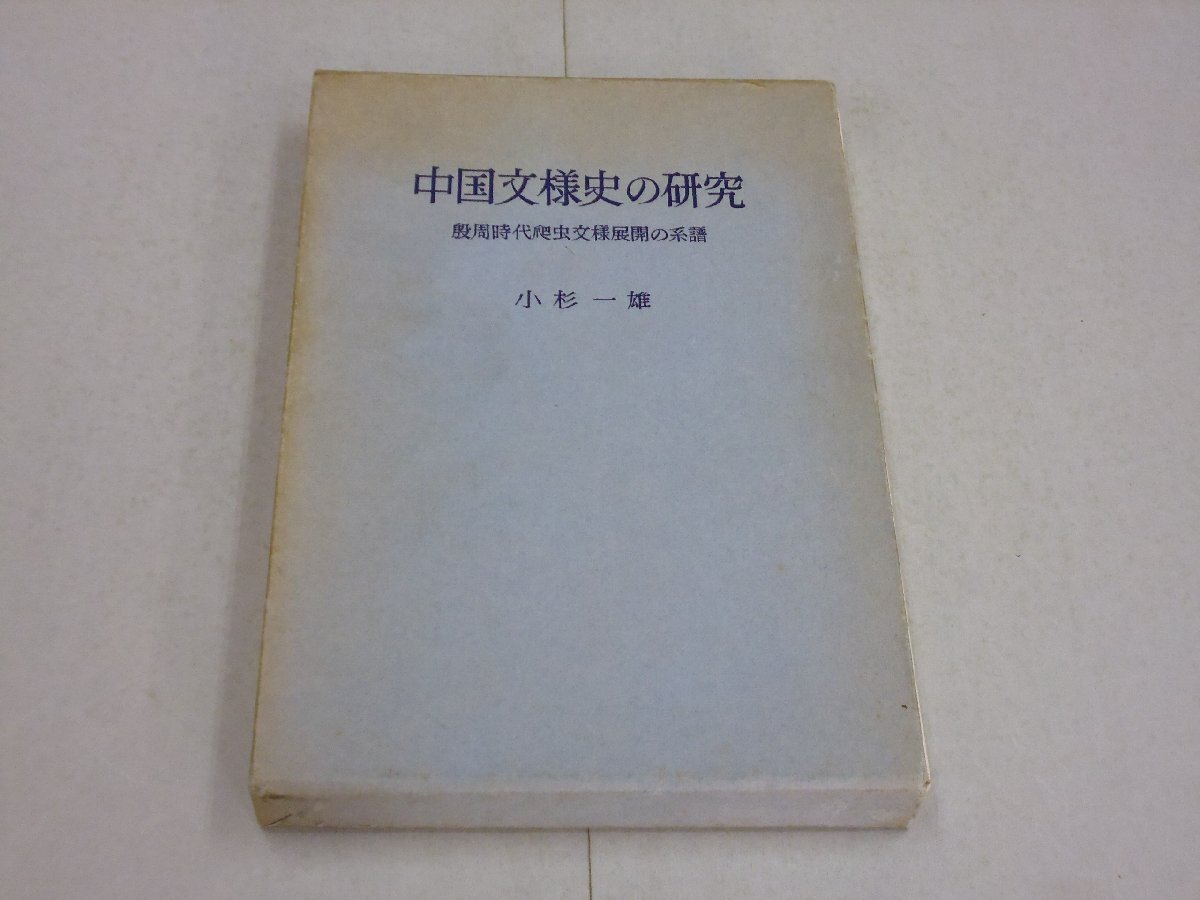 中国文様史の研究
殷周時代爬虫文様展開の系譜
小杉一雄